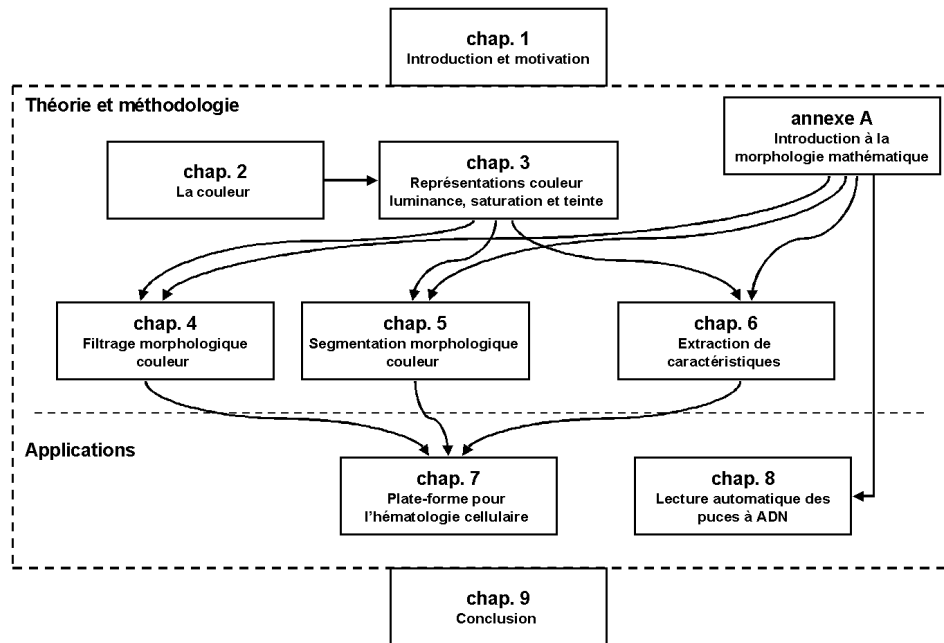 chap. 1
Introduction et motivation
Théorie et méthodologie
annexe A
Introduction à la
morphologie mathématique
chap. 2
La couleur
chap. 3
Représentations couleur
luminance, saturation et teinte
chap. 4
Filtrage morphologique
couleur
chap. 5
Segmentation morphologique
couleur
chap. 6
Extraction de
caractéristiques
Applications
chap. 7
Plate-forme pour
l'hématologie cellulaire
chap. 8
Lecture automatique des
puces à ADN
chap. 9
Conclusion